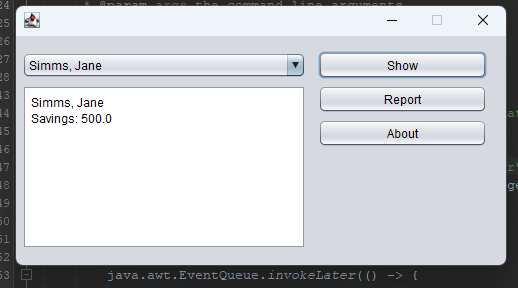 * @param args the command line arguments
Simms, Jane
Show
Simms, Jane
Savings: 500.0
Report
About
java.awt.EventQueue.invokeLater(() -> {